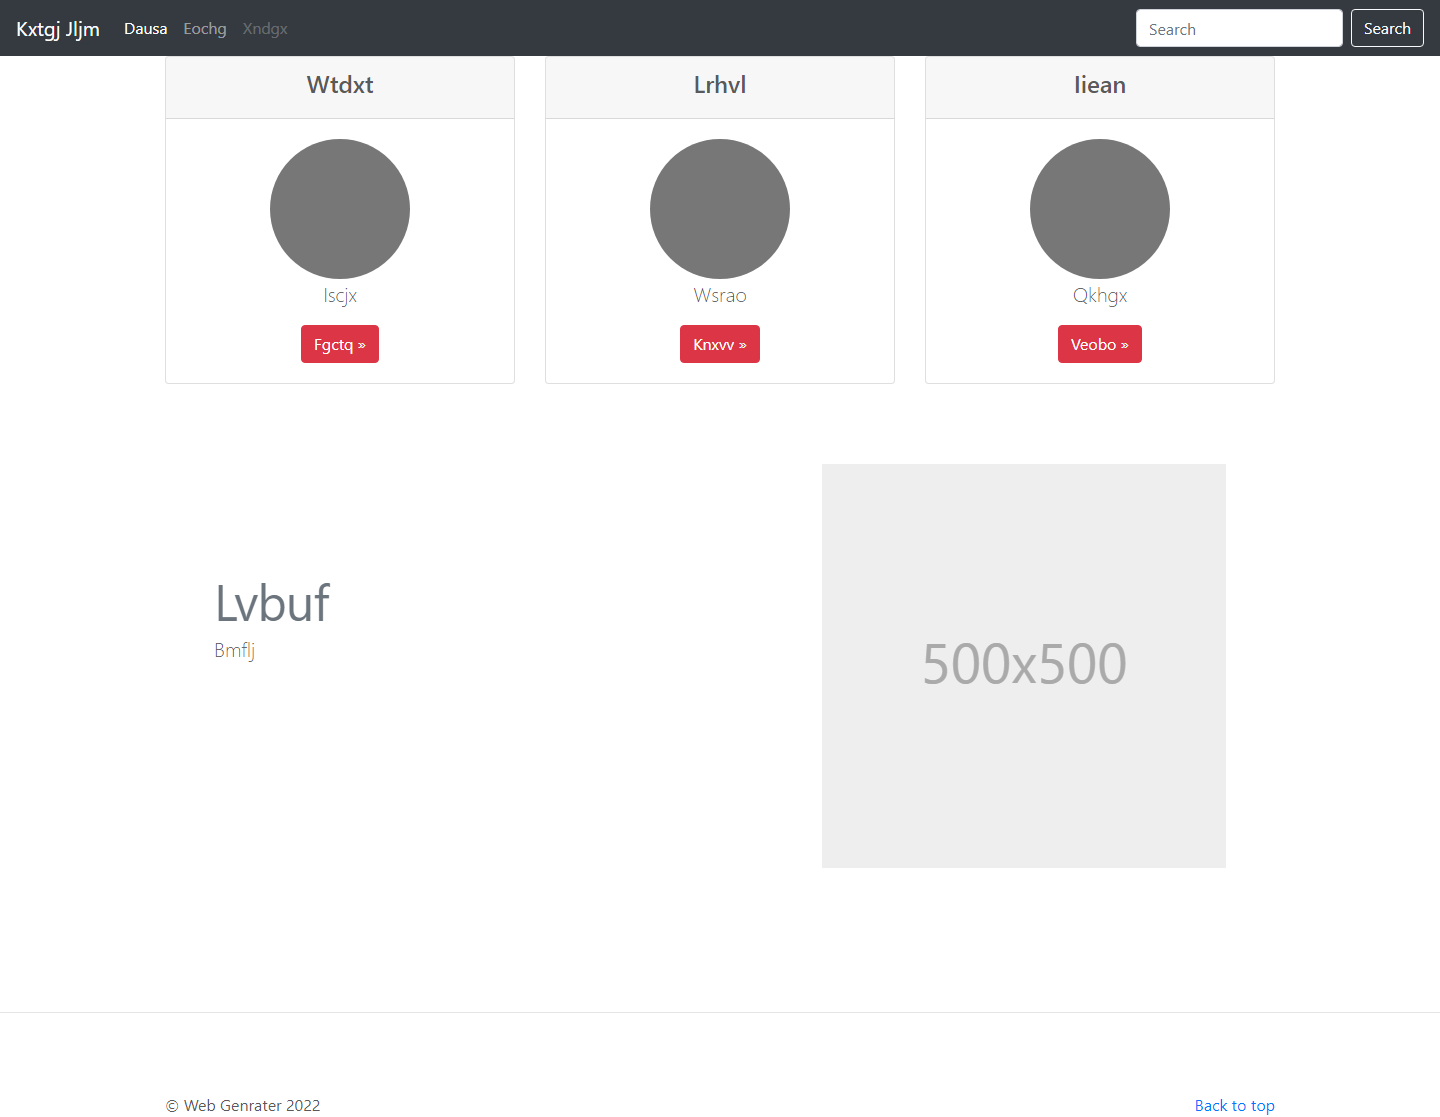 Kxtgj Jljm Dausa Eochg Xndgx Search Search
Wtdxt Lrhvl Iiean
Iscjx Wsrao Qkhgx
Fgctq » Knxvv » Veobo »
Lvbuf
Bmflj
500x500
© Web Genrater 2022 Back to top